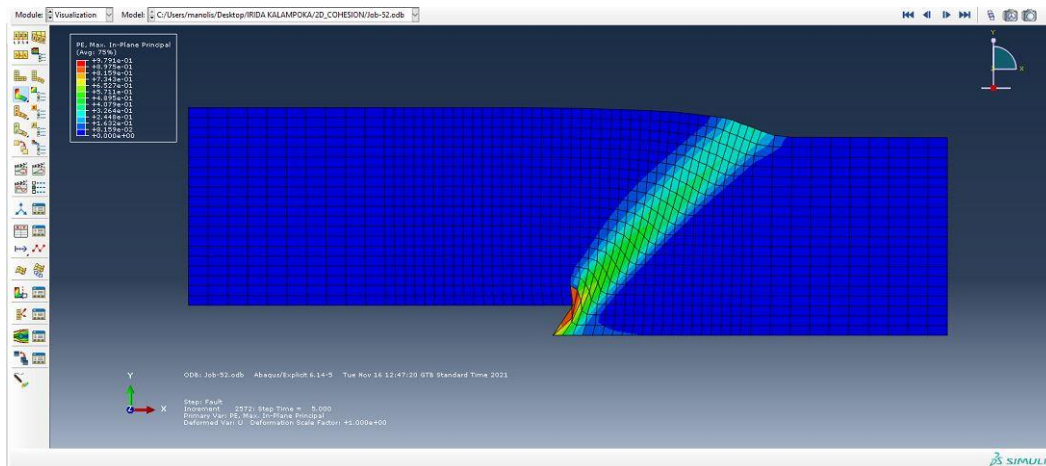 Module: Visualization Model: C:/Users/manolis/Desktop/IRIDA KALAMPOKA/2D_COHESION/Job-52.odb
PE, Max. In-Plane Principal
(Avg: 75%)
+9.791e-01
+8.975e-01
+8.159e-01
+7.343e-01
+6.527e-01
+5.711e-01
+4.895e-01
+4.079e-01
+3.264e-01
+2.448e-01
+1.632e-01
+8.159e-02
+0.000e+00
Y
X
Y
X
Z
ODB: Job-52.odb Abaqus/Explicit 6.14-5 Tue Nov 16 12:47:20 GTB Standard Time 2021
Step: Fault
Increment 2572: Step Time = 5.000
Primary Var: PE, Max. In-Plane Principal
Deformed Var: U Deformation Scale Factor: +1.000e+00
SIMULI